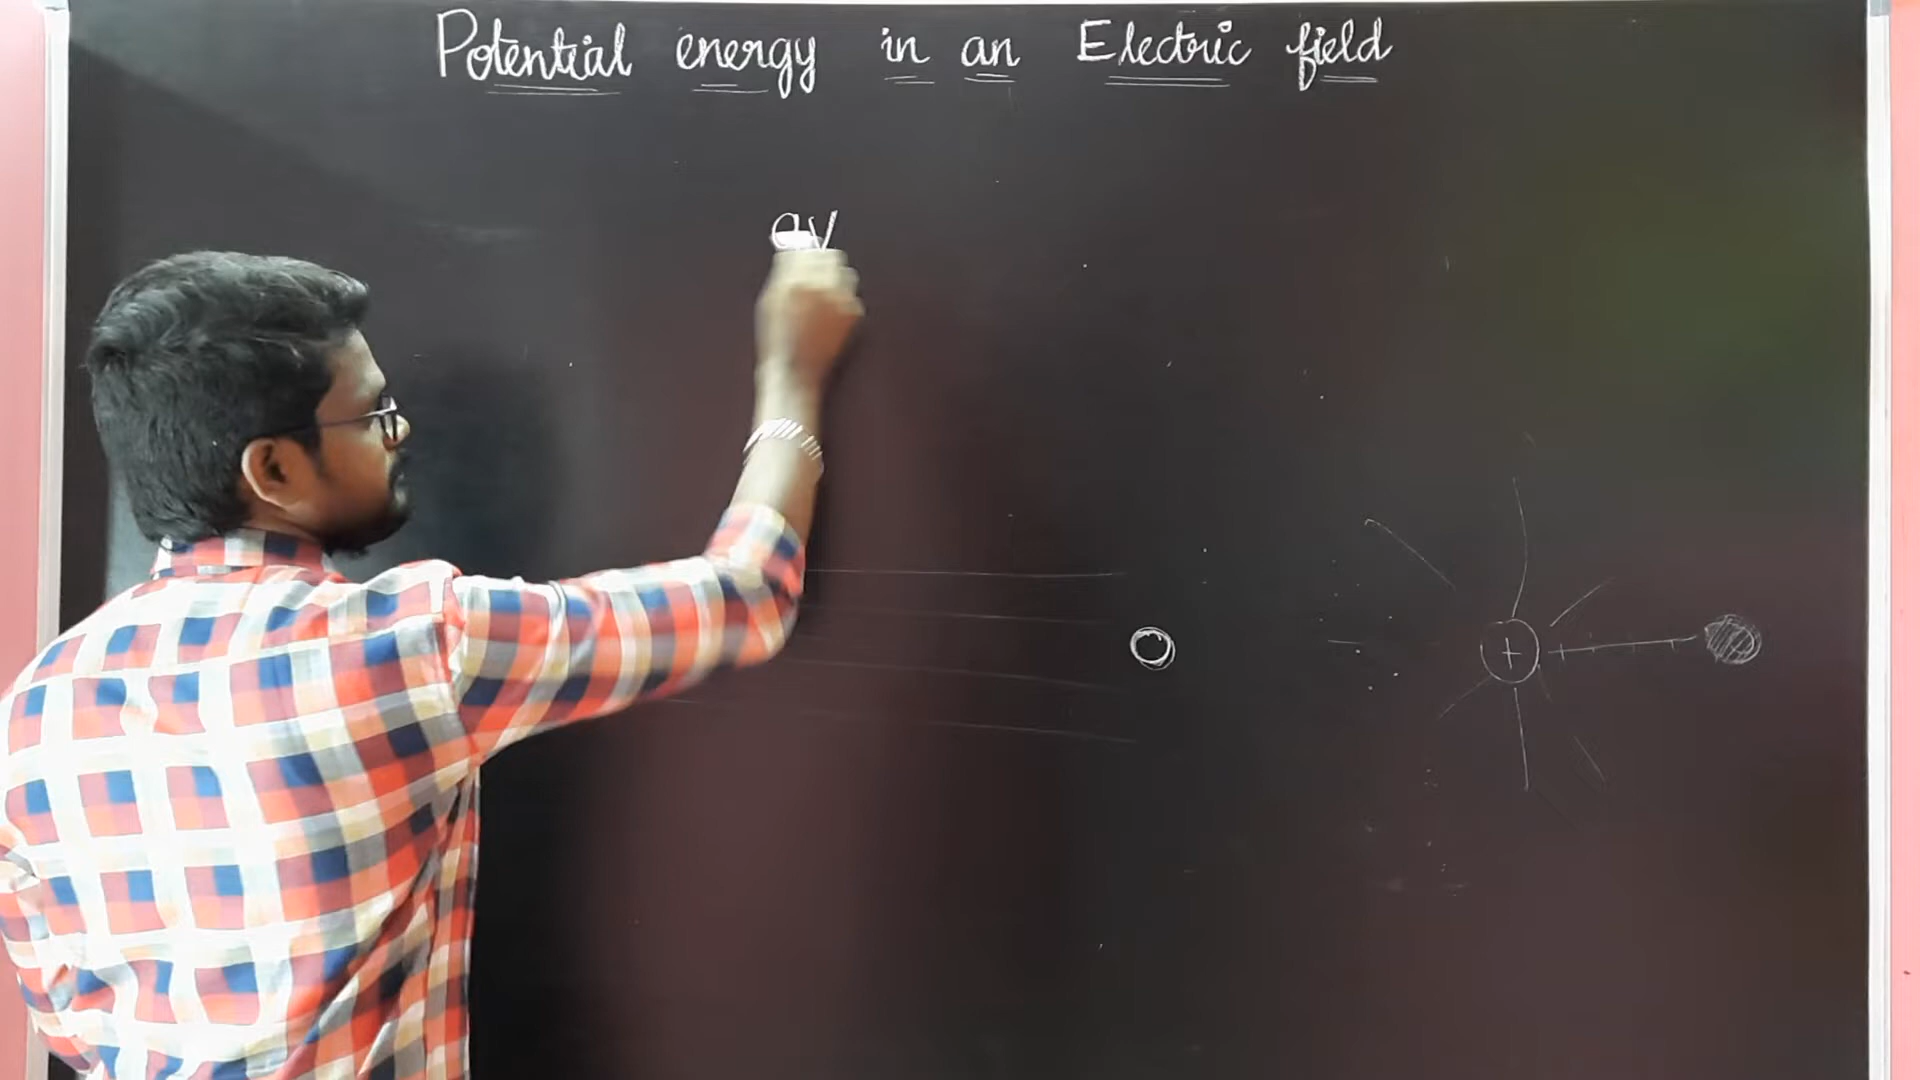 Potential energy in an Electric field
qV
+